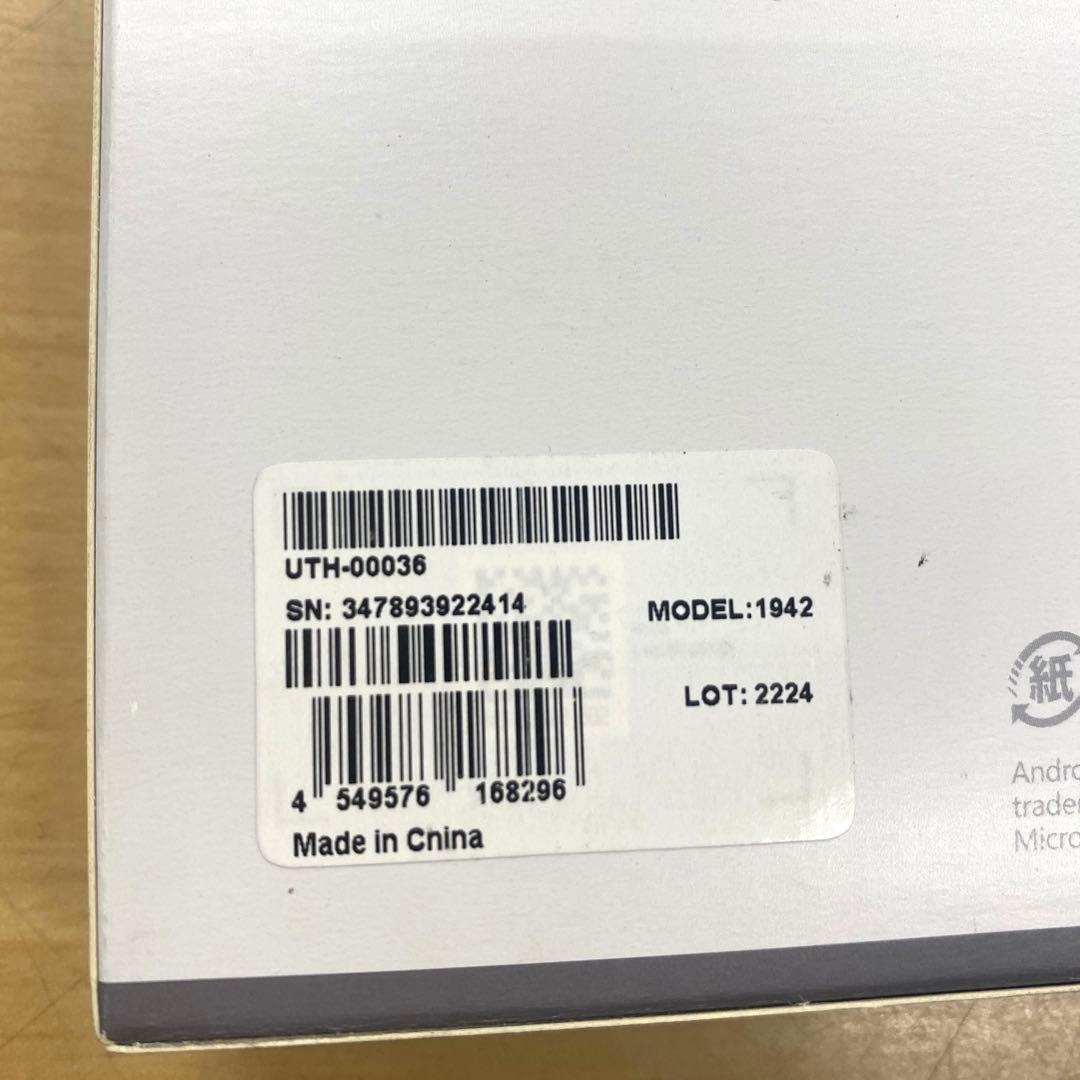 UTH-00036
SN: 347893922414
MODEL:1942
LOT: 2224
4 549576 168296
Made in China
紙
Andro
trader
Micro